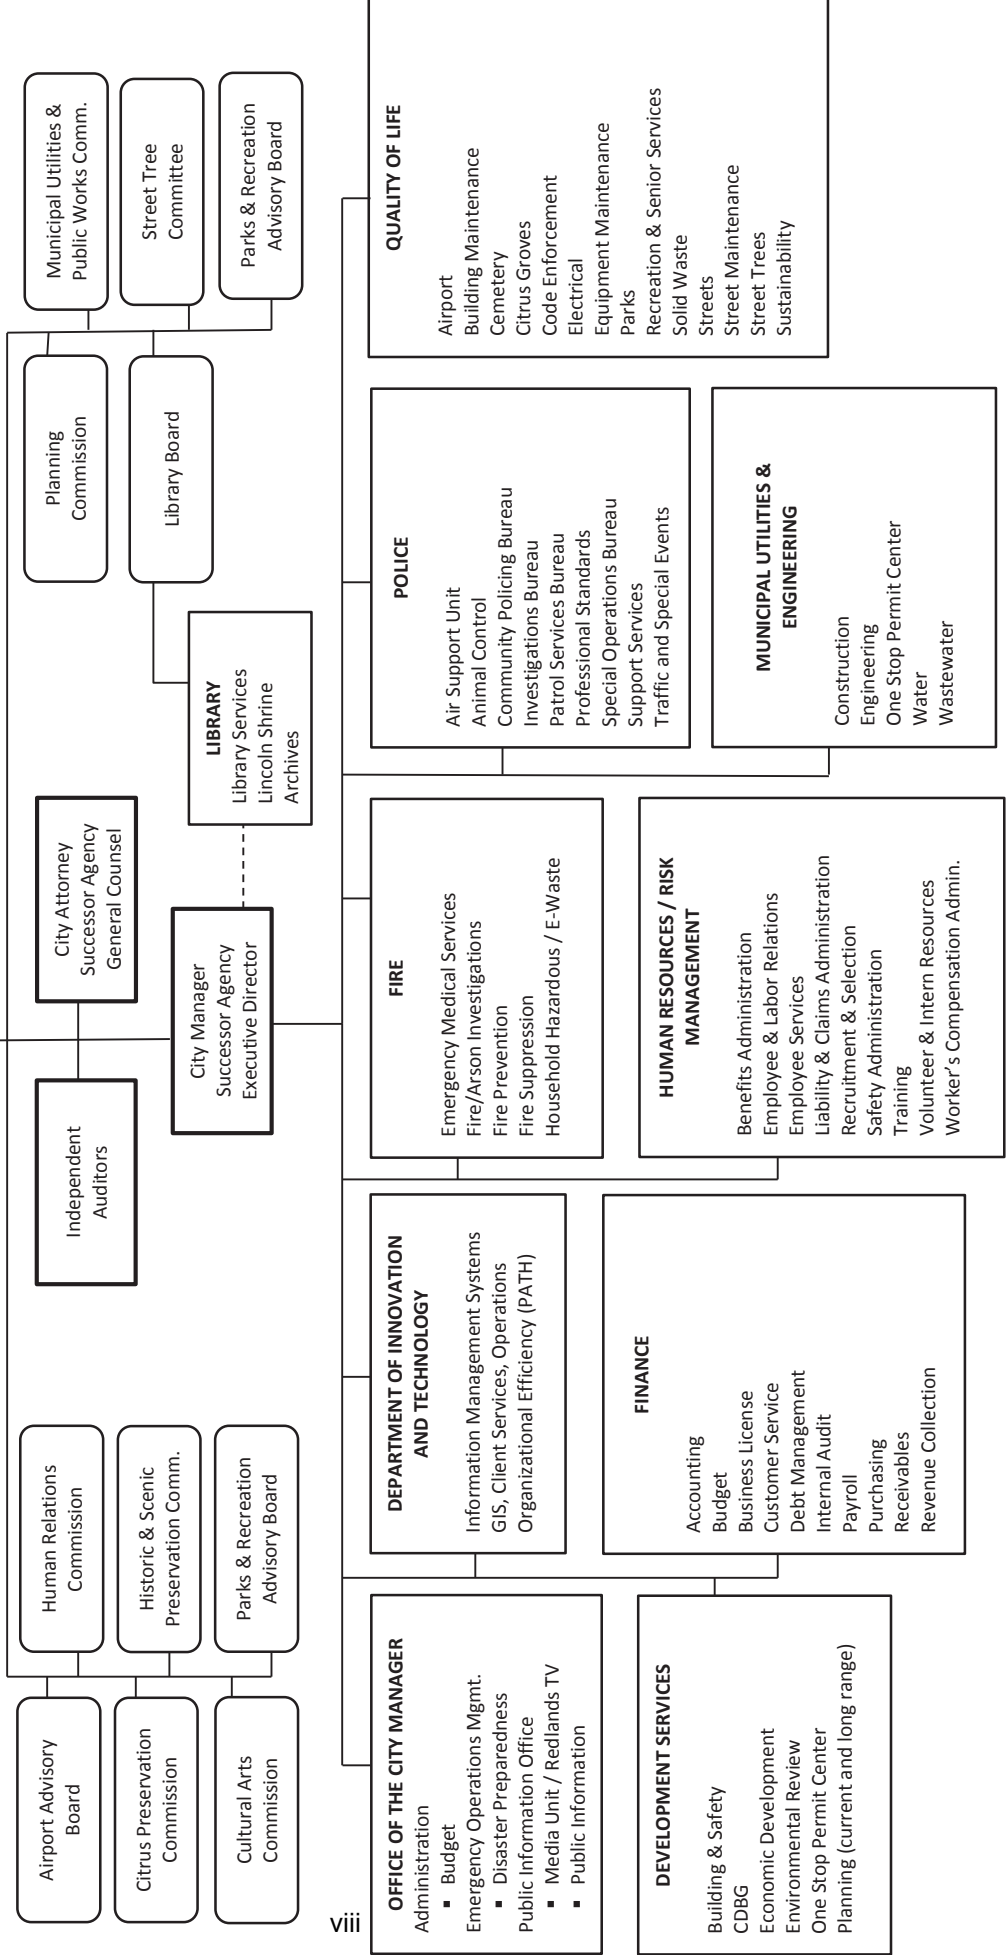 Airport Advisory
Board
Human Relations
Commission
Citrus Preservation
Commission
Historic & Scenic
Preservation Comm.
Cultural Arts
Commission
Parks & Recreation
Advisory Board
Independent
Auditors
City Attorney
Successor Agency
General Counsel
City Manager
Successor Agency
Executive Director
LIBRARY
Library Services
Lincoln Shrine
Archives
Planning
Commission
Municipal Utilities &
Public Works Comm.
Library Board
Street Tree
Committee
Parks & Recreation
Advisory Board
OFFICE OF THE CITY MANAGER
Administration
▪ Budget
Emergency Operations Mgmt.
▪ Disaster Preparedness
Public Information Office
▪ Media Unit / Redlands TV
▪ Public Information
DEPARTMENT OF INNOVATION
AND TECHNOLOGY
Information Management Systems
GIS, Client Services, Operations
Organizational Efficiency (PATH)
FIRE
Emergency Medical Services
Fire/Arson Investigations
Fire Prevention
Fire Suppression
Household Hazardous / E-Waste
POLICE
Air Support Unit
Animal Control
Community Policing Bureau
Investigations Bureau
Patrol Services Bureau
Professional Standards
Special Operations Bureau
Support Services
Traffic and Special Events
QUALITY OF LIFE
Airport
Building Maintenance
Cemetery
Citrus Groves
Code Enforcement
Electrical
Equipment Maintenance
Parks
Recreation & Senior Services
Solid Waste
Streets
Street Maintenance
Street Trees
Sustainability
DEVELOPMENT SERVICES
Building & Safety
CDBG
Economic Development
Environmental Review
One Stop Permit Center
Planning (current and long range)
FINANCE
Accounting
Budget
Business License
Customer Service
Debt Management
Internal Audit
Payroll
Purchasing
Receivables
Revenue Collection
HUMAN RESOURCES / RISK
MANAGEMENT
Benefits Administration
Employee & Labor Relations
Employee Services
Liability & Claims Administration
Recruitment & Selection
Safety Administration
Training
Volunteer & Intern Resources
Worker's Compensation Admin.
MUNICIPAL UTILITIES &
ENGINEERING
Construction
Engineering
One Stop Permit Center
Water
Wastewater
viii